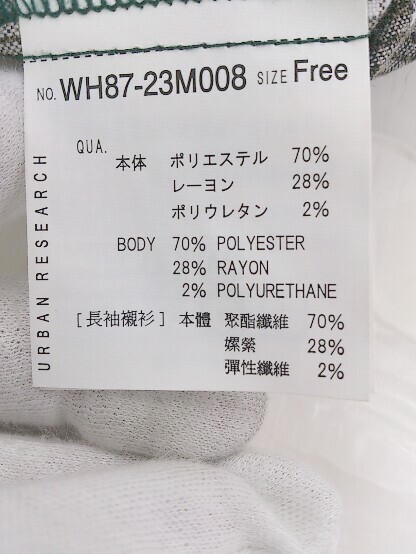 NO. WH87-23M008 SIZE Free
QUA. 本体 ポリエステル 70%
レーヨン 28%
ポリウレタン 2%
BODY 70% POLYESTER
28% RAYON
2% POLYURETHANE
[長袖襯衫] 本體 聚酯纖維 70%
嫘縈 28%
彈性纖維 2%
URBAN RESEARCH